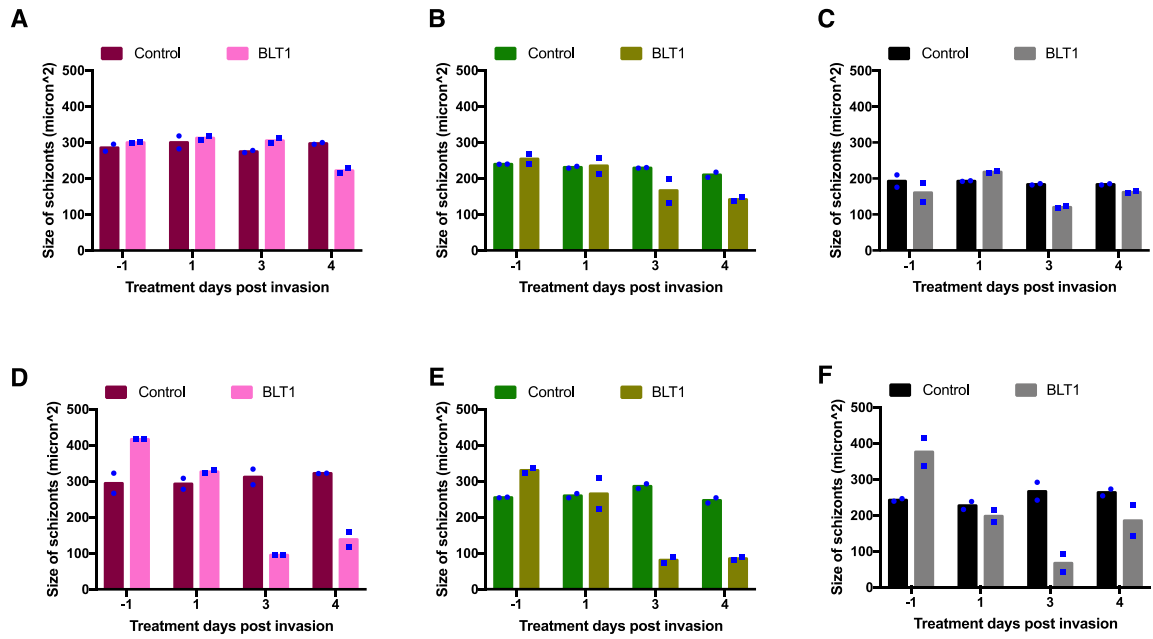 A
Control BLT1
Size of schizonts (micron^2)
500
400
300
200
100
0
-1 1 3 4
Treatment days post invasion
B
Control BLT1
Size of schizonts (micron^2)
500
400
300
200
100
0
-1 1 3 4
Treatment days post invasion
C
Control BLT1
Size of schizonts (micron^2)
500
400
300
200
100
0
-1 1 3 4
Treatment days post invasion
D
Control BLT1
Size of schizonts (micron^2)
500
400
300
200
100
0
-1 1 3 4
Treatment days post invasion
E
Control BLT1
Size of schizonts (micron^2)
500
400
300
200
100
0
-1 1 3 4
Treatment days post invasion
F
Control BLT1
Size of schizonts (micron^2)
500
400
300
200
100
0
-1 1 3 4
Treatment days post invasion